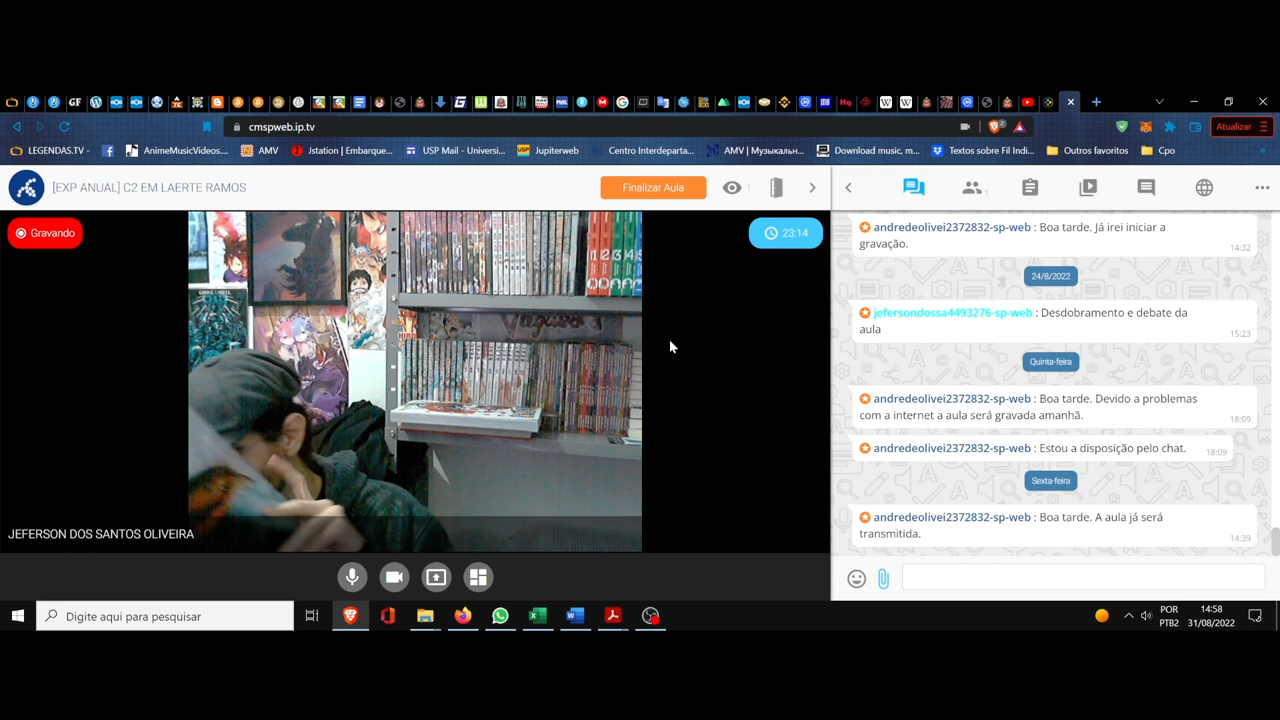 cmspweb.ip.tv
Atualizar
LEGENDAS.TV -
AnimeMusicVideos...
AMV
Jstation | Embarque...
USP Mail - Universi...
Jupiterweb
Centro Interdeparta...
AMV | Музыкальн...
Download music, m...
Textos sobre Fil Indi...
Outros favoritos
Cpo
[EXP ANUAL] C2 EM LAERTE RAMOS
Finalizar Aula
1
1
Gravando
23:14
JEFERSON DOS SANTOS OLIVEIRA
andredeolivei2372832-sp-web : Boa tarde. Já irei iniciar a
gravação.
14:32
24/8/2022
jefersondossa4493276-sp-web : Desdobramento e debate da
aula
15:23
Quinta-feira
andredeolivei2372832-sp-web : Boa tarde. Devido a problemas
com a internet a aula será gravada amanhã.
18:09
andredeolivei2372832-sp-web : Estou a disposição pelo chat.
18:09
Sexta-feira
andredeolivei2372832-sp-web : Boa tarde. A aula já será
transmitida.
14:39
Digite aqui para pesquisar
POR
PTB2
14:58
31/08/2022